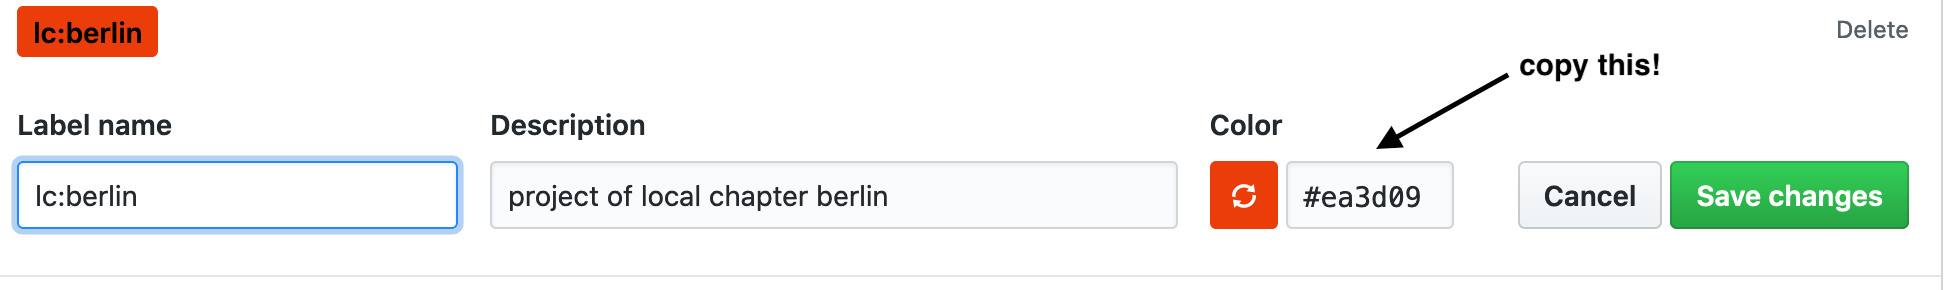 lc:berlin
Delete
copy this!
Label name
Description
Color
lc:berlin
project of local chapter berlin
#ea3d09
Cancel
Save changes